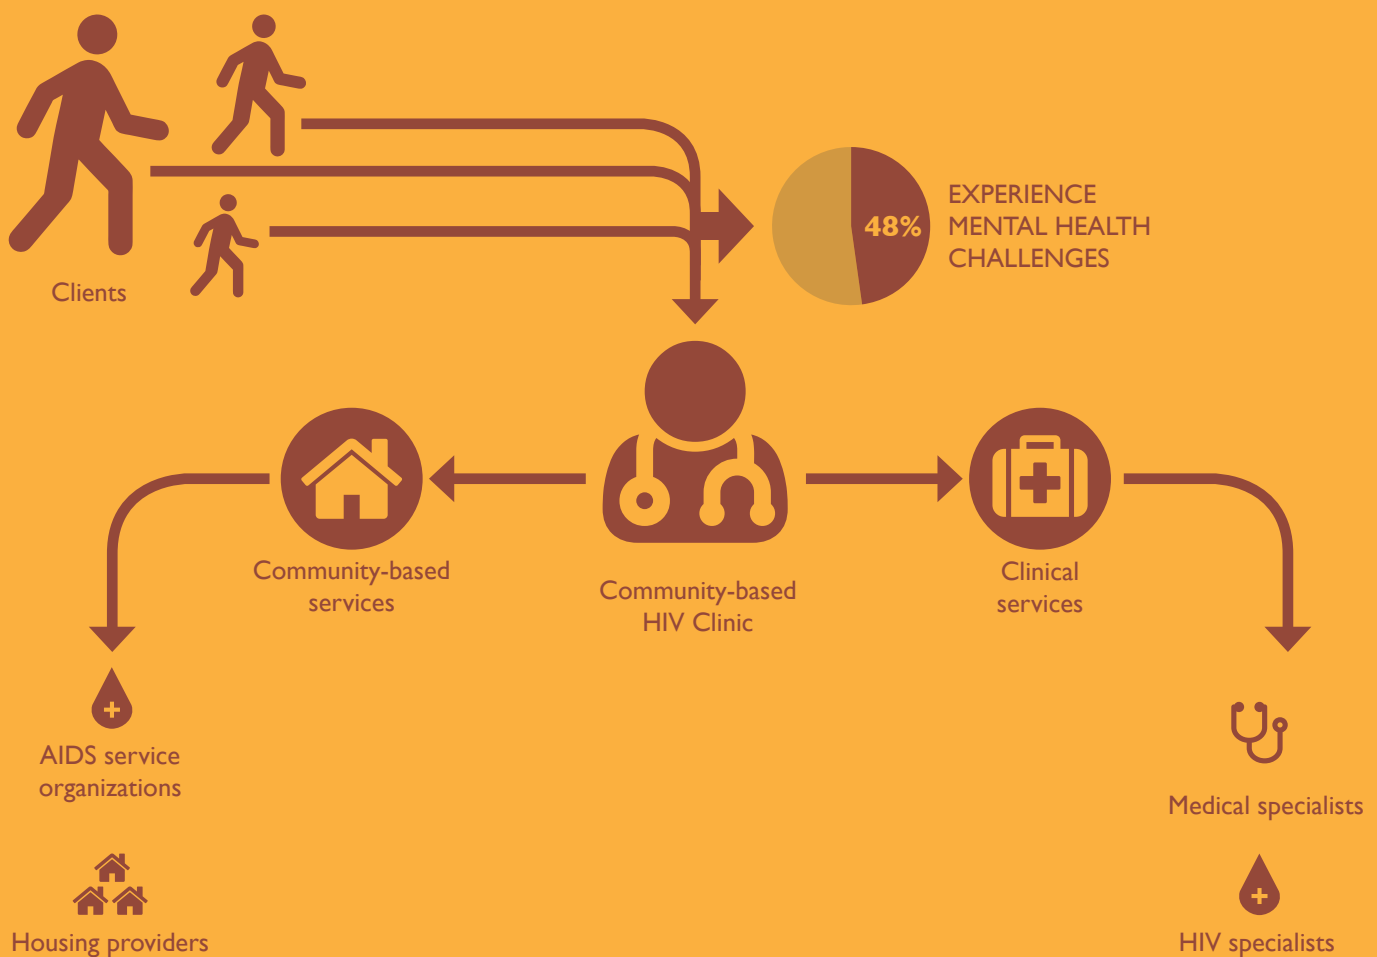 Clients
48%
EXPERIENCE
MENTAL HEALTH
CHALLENGES
Community-based
services
Community-based
HIV Clinic
Clinical
services
AIDS service
organizations
Housing providers
Medical specialists
HIV specialists